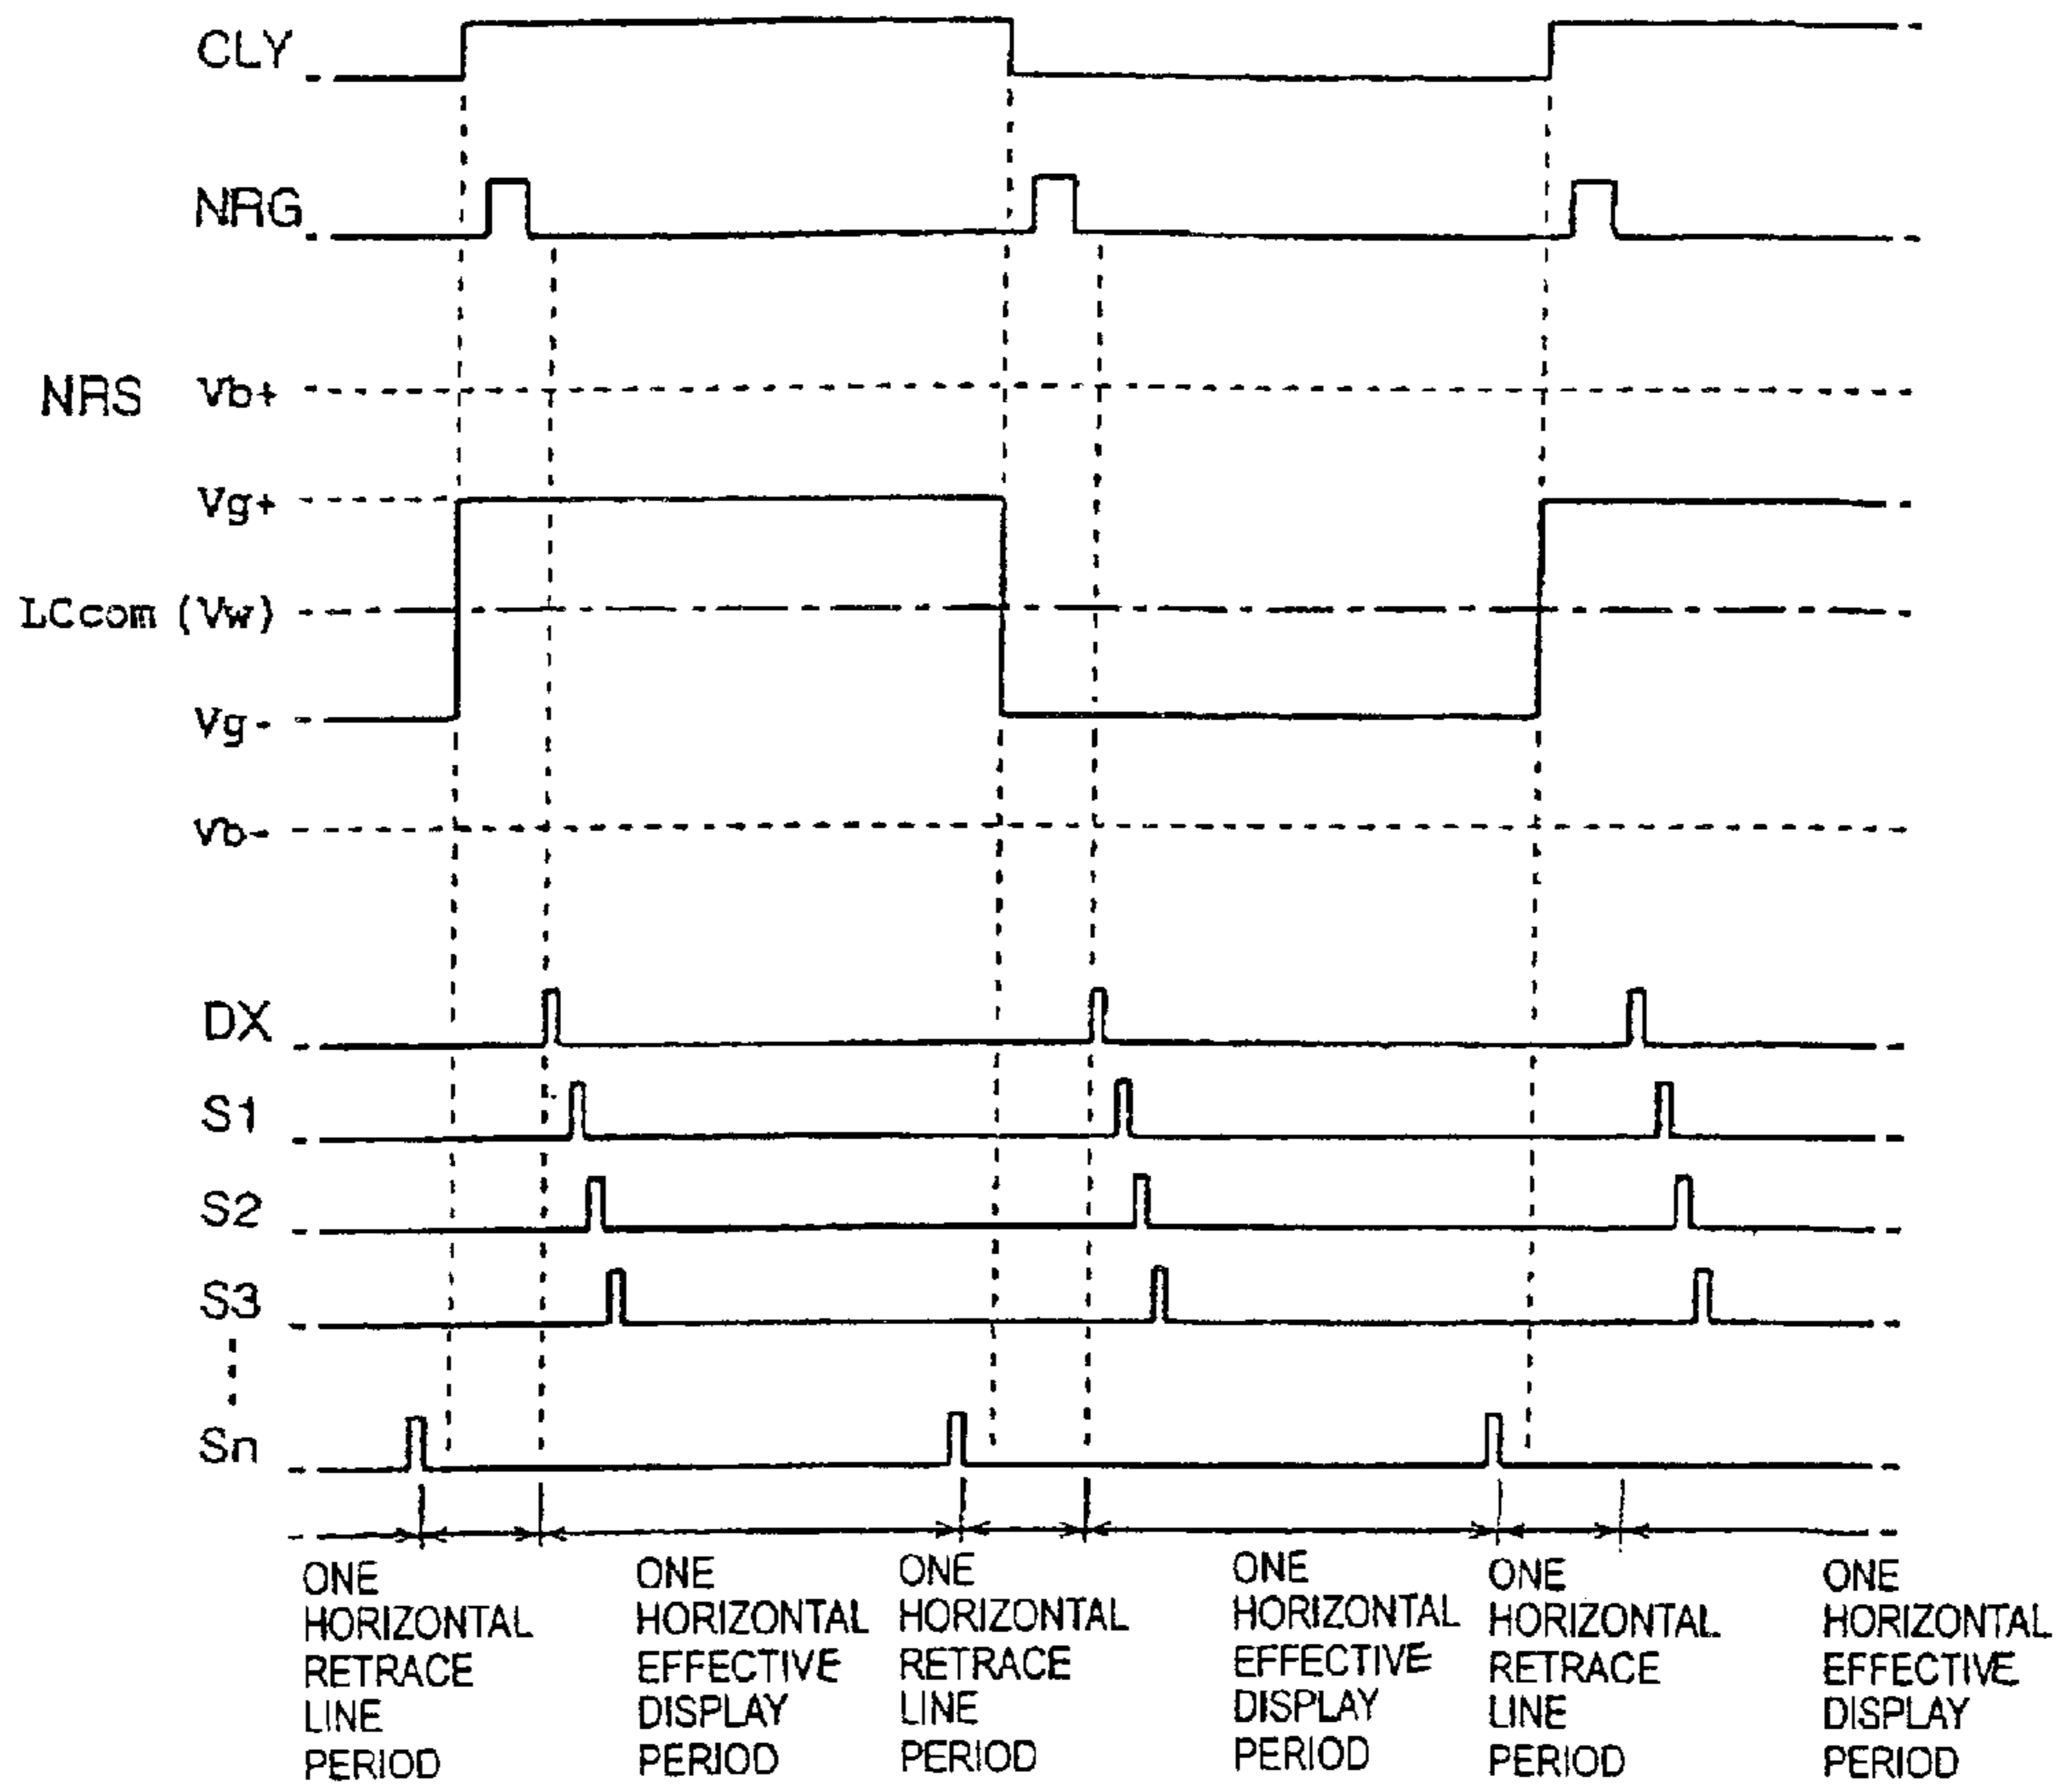 CLY
NRG
NRS Vb+
Vg+
LCcom (Vw)
Vg-
Vb-
DX
S1
S2
S3
Sn
ONE
HORIZONTAL
RETRACE
LINE
PERIOD
ONE
HORIZONTAL
EFFECTIVE
DISPLAY
PERIOD
ONE
HORIZONTAL
RETRACE
LINE
PERIOD
ONE
HORIZONTAL
EFFECTIVE
DISPLAY
PERIOD
ONE
HORIZONTAL
RETRACE
LINE
PERIOD
ONE
HORIZONTAL
EFFECTIVE
DISPLAY
PERIOD